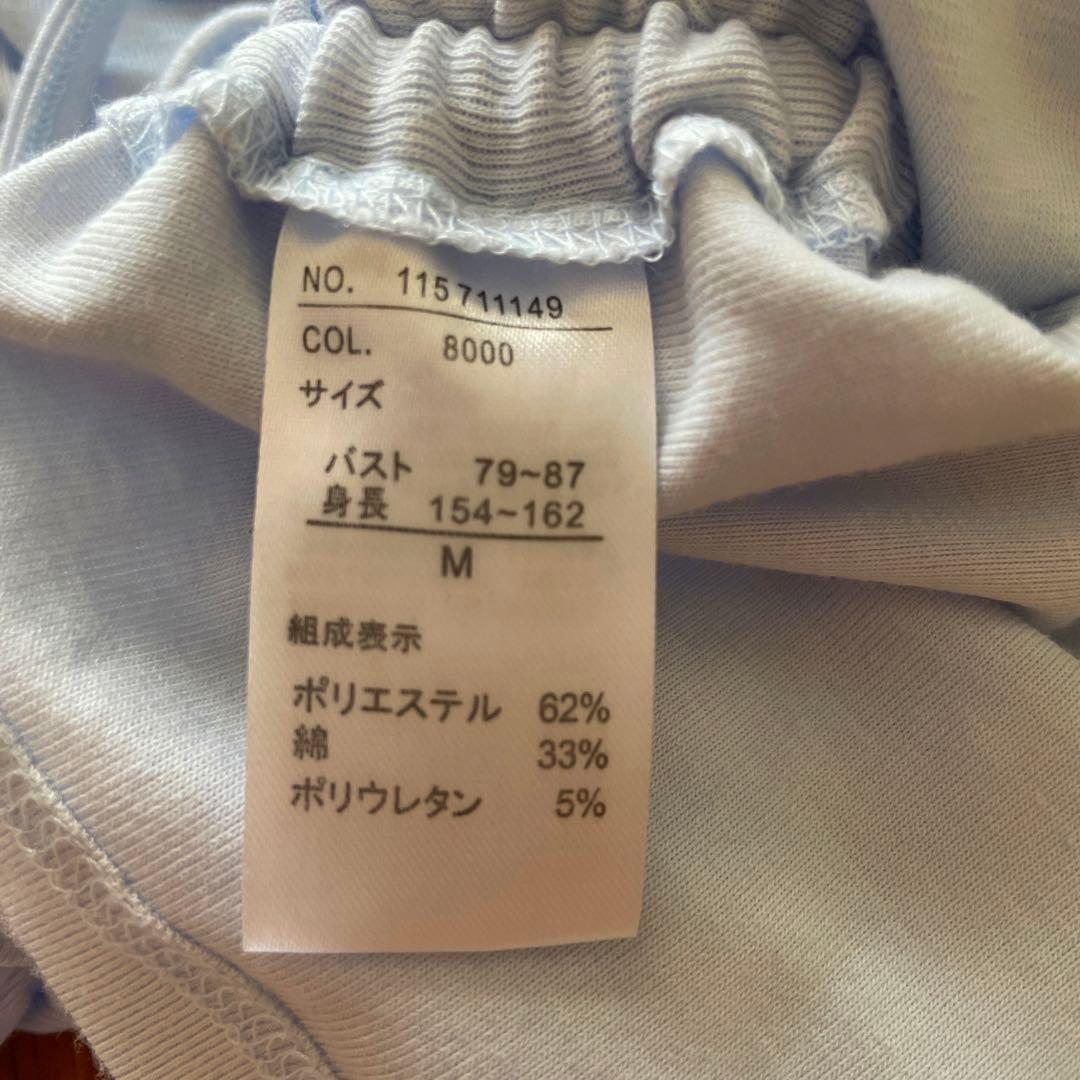 NO. 115711149
COL. 8000
サイズ
バスト 79~87
身長 154~162
M
組成表示
ポリエステル 62%
綿 33%
ポリウレタン 5%